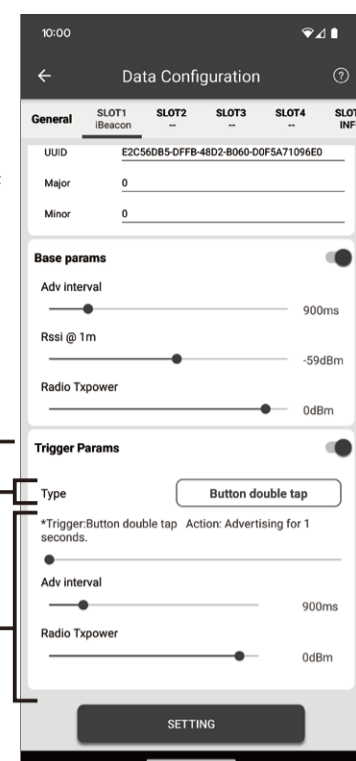 10:00
Data Configuration
General SLOT1 SLOT2 SLOT3 SLOT4
iBeacon -- -- --
UUID E2C56DB5-DFFB-48D2-B060-D0F5A71096E0
Major 0
Minor 0
Base params
Adv interval
900ms
Rssi @ 1m
-59dBm
Radio Txpower
0dBm
Trigger Params
Type Button double tap
*Trigger:Button double tap Action: Advertising for 1
seconds.
Adv interval
900ms
Radio Txpower
0dBm
SETTING